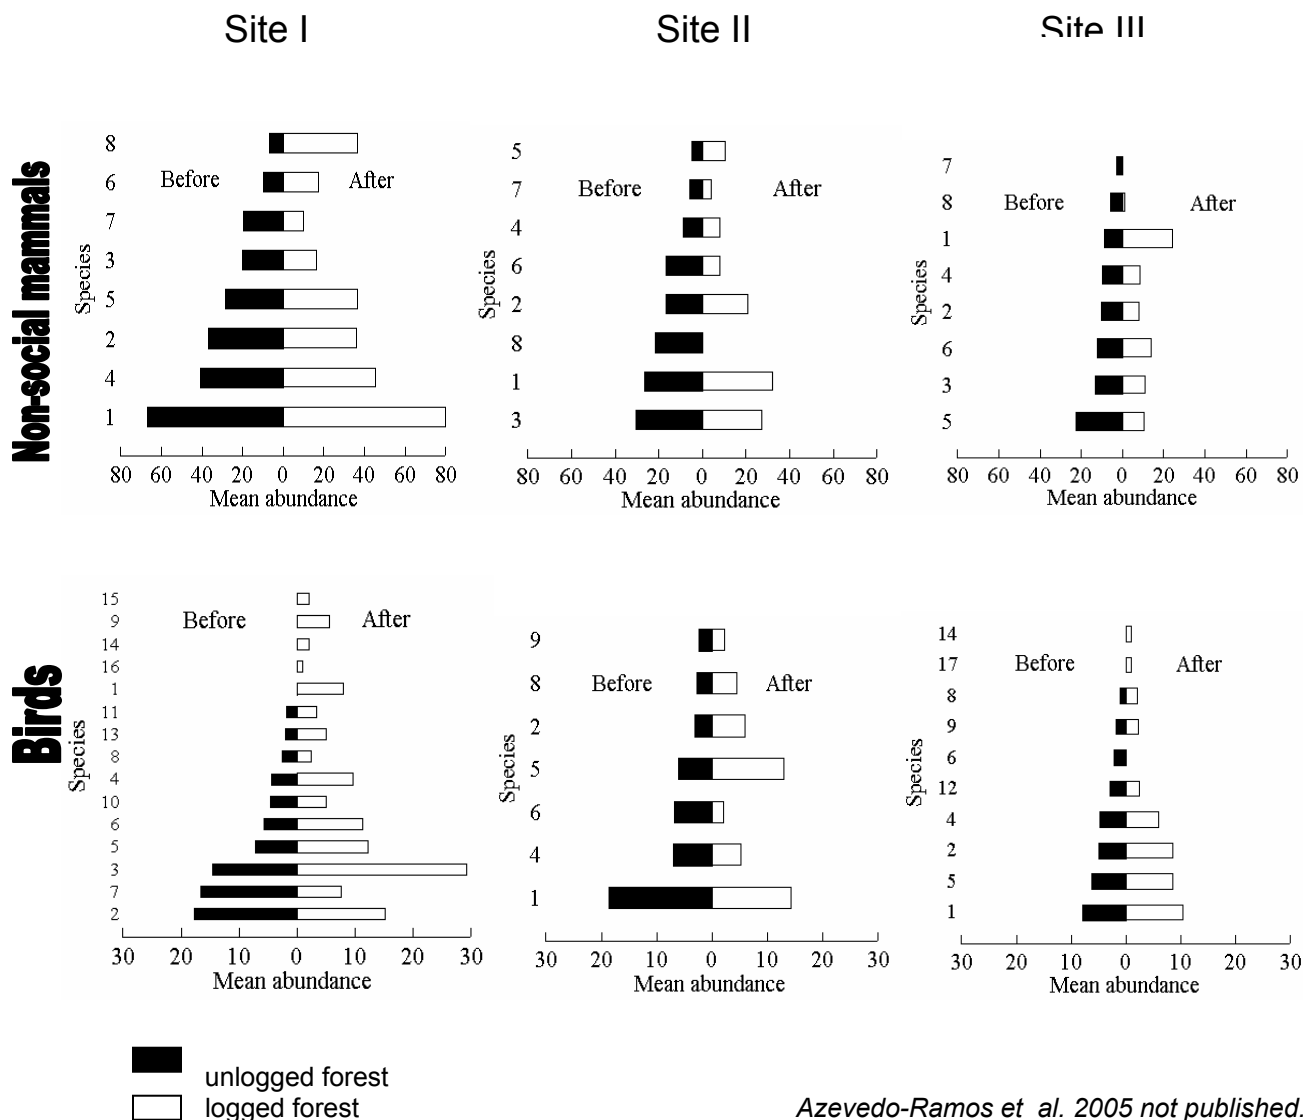 Site I
Site II
Site III
Non-social mammals
Species
8
6
7
3
5
2
4
1
Before
After
80 60 40 20 0 20 40 60 80
Mean abundance
Species
5
7
4
6
2
8
1
3
Before
After
80 60 40 20 0 20 40 60 80
Mean abundance
Species
7
8
1
4
2
6
3
5
Before
After
80 60 40 20 0 20 40 60 80
Mean abundance
Birds
Species
15
9
14
16
1
11
13
8
4
10
6
5
3
7
2
Before
After
30 20 10 0 10 20 30
Mean abundance
Species
9
8
2
5
6
4
1
Before
After
30 20 10 0 10 20 30
Mean abundance
Species
14
17
8
9
6
12
4
2
5
1
Before
After
30 20 10 0 10 20 30
Mean abundance
unlogged forest
logged forest
Azevedo-Ramos et al. 2005 not published.